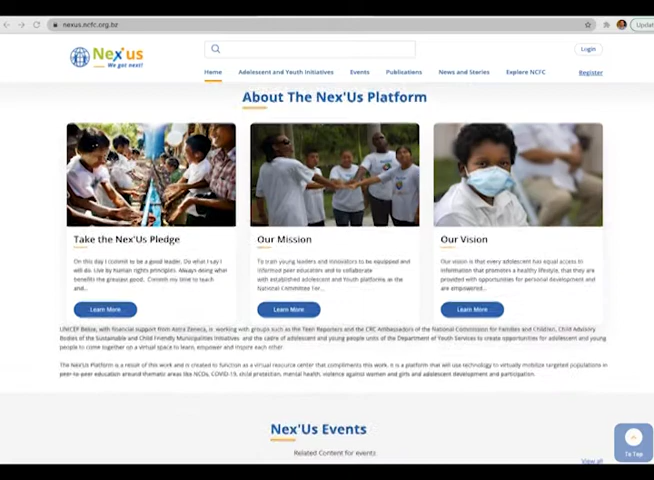 nexus.ncfc.org.bz
Updat
Nex'us
We got next!
Login
Home
Adolescent and Youth Initiatives
Events
Publications
News and Stories
Explore NCFC
Register
About The Nex'Us Platform
Take the Nex'Us Pledge
On this day I commit to be a good leader. Do what I say I
will do. Live by human rights principles. Always doing what
benefits the greatest good. Commit my time to teach
and...
Learn More
Our Mission
To train young leaders and innovators to be equipped and
informed peer educators and to collaborate
with established adolescent and Youth platforms as the
National Committee For...
Learn More
Our Vision
Our vision is that every adolescent has equal access to
information that promotes a healthy lifestyle, that they are
provided with opportunities for personal development and
are empowered...
Learn More
UNICEF Belize, with financial support from Astra Zeneca, is working with groups such as the Teen Reporters and the CRC Ambassadors of the National Commission for Families and Children, Child Advisory
Bodies of the Sustainable and Child Friendly Municipalities Initiatives and the cadre of adolescent and young people units of the Department of Youth Services to create opportunities for adolescent and young
people to come together on a virtual space to learn, empower and inspire each other.
The Nex'Us Platform is a result of this work and is created to function as a virtual resource center that compliments this work. It is a platform that will use technology to virtually mobilize targeted populations in
peer-to-peer education around thematic areas like NCDs, COVID-19, child protection, mental health, violence against women and girls and adolescent development and participation.
Nex'Us Events
Related Content for events
View all
To Top